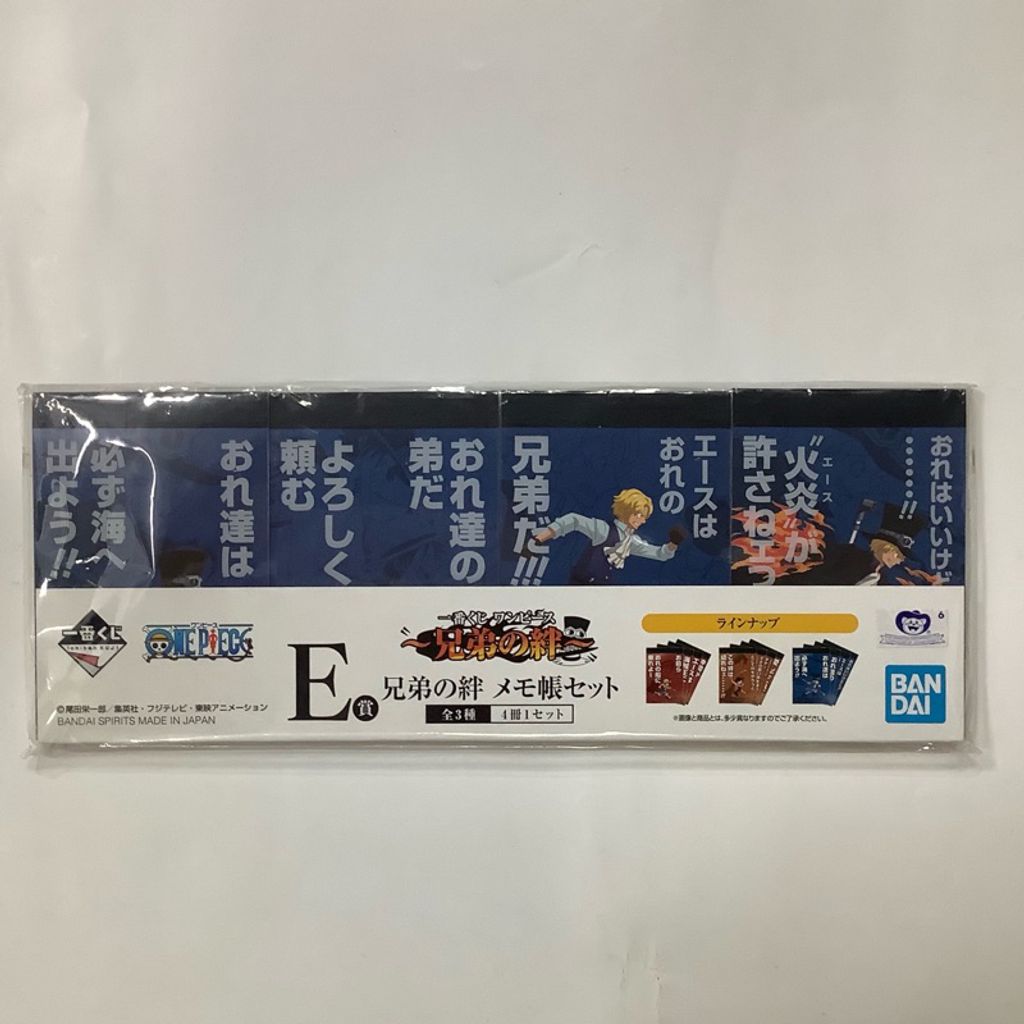 おれはいいけど
……!!
エース
“火炎”が
許さねェっ
エースは
おれの
兄弟だ!!!
おれ達の
弟だ
よろしく
頼む
おれ達は
必ず海へ
出よう!!
一番くじ
ONE PIECE
©尾田栄一郎／集英社・フジテレビ・東映アニメーション
BANDAI SPIRITS MADE IN JAPAN
E賞
一番くじ ワンピース
～兄弟の絆～
兄弟の絆 メモ帳セット
全3種 4冊1セット
ラインナップ
※画像と商品とは、多少異なりますのでご了承ください。
6
BAN
DAI